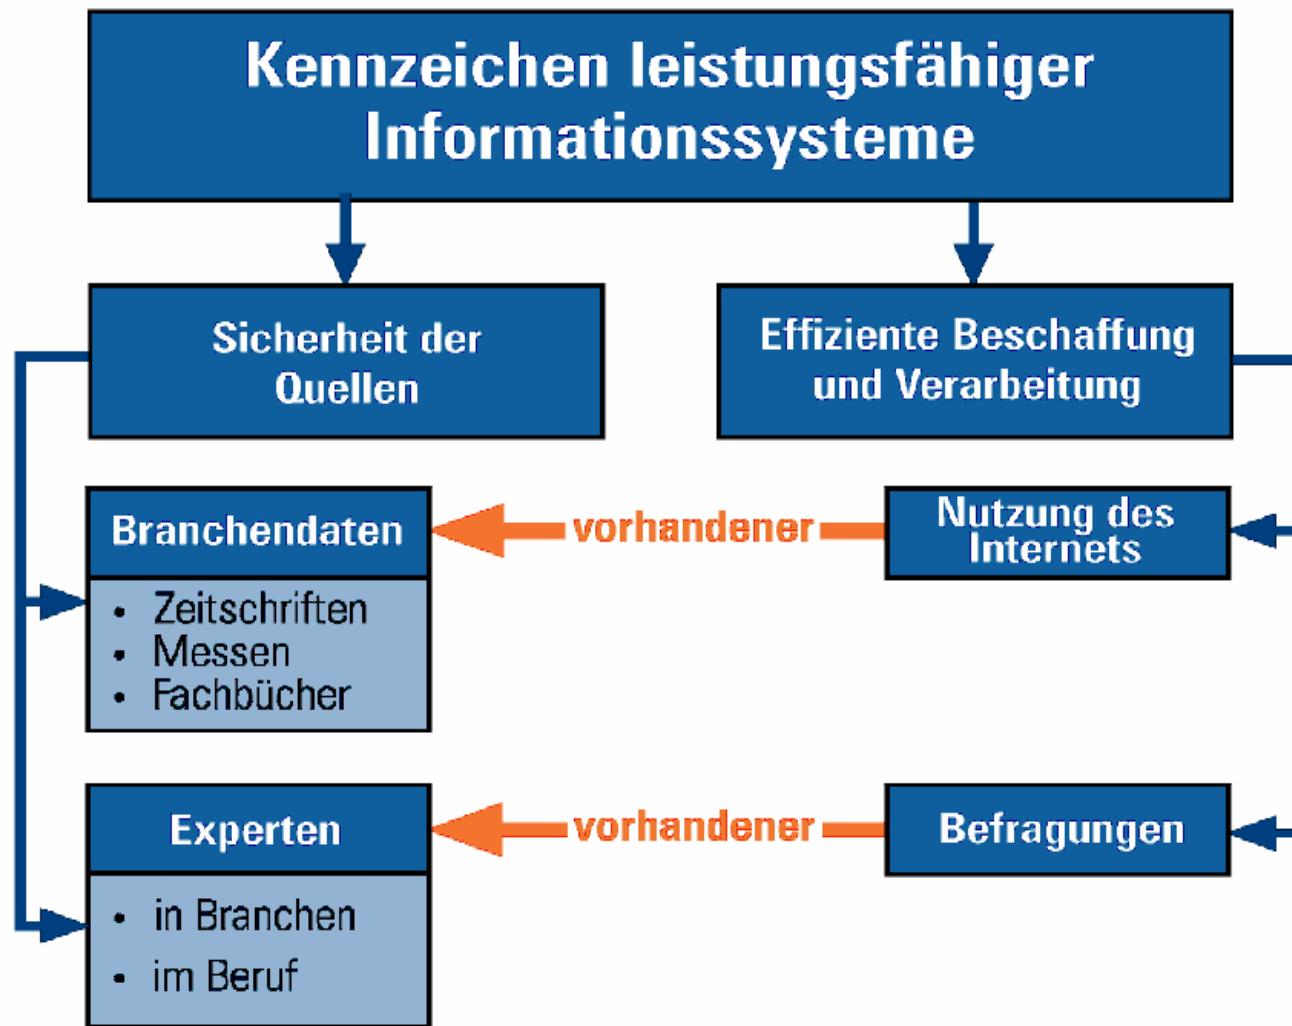 Kennzeichen leistungsfähiger
Informationssysteme
Sicherheit der
Quellen
Effiziente Beschaffung
und Verarbeitung
Branchendaten
• Zeitschriften
• Messen
• Fachbücher
vorhandener
Nutzung des
Internets
Experten
• in Branchen
• im Beruf
vorhandener
Befragungen